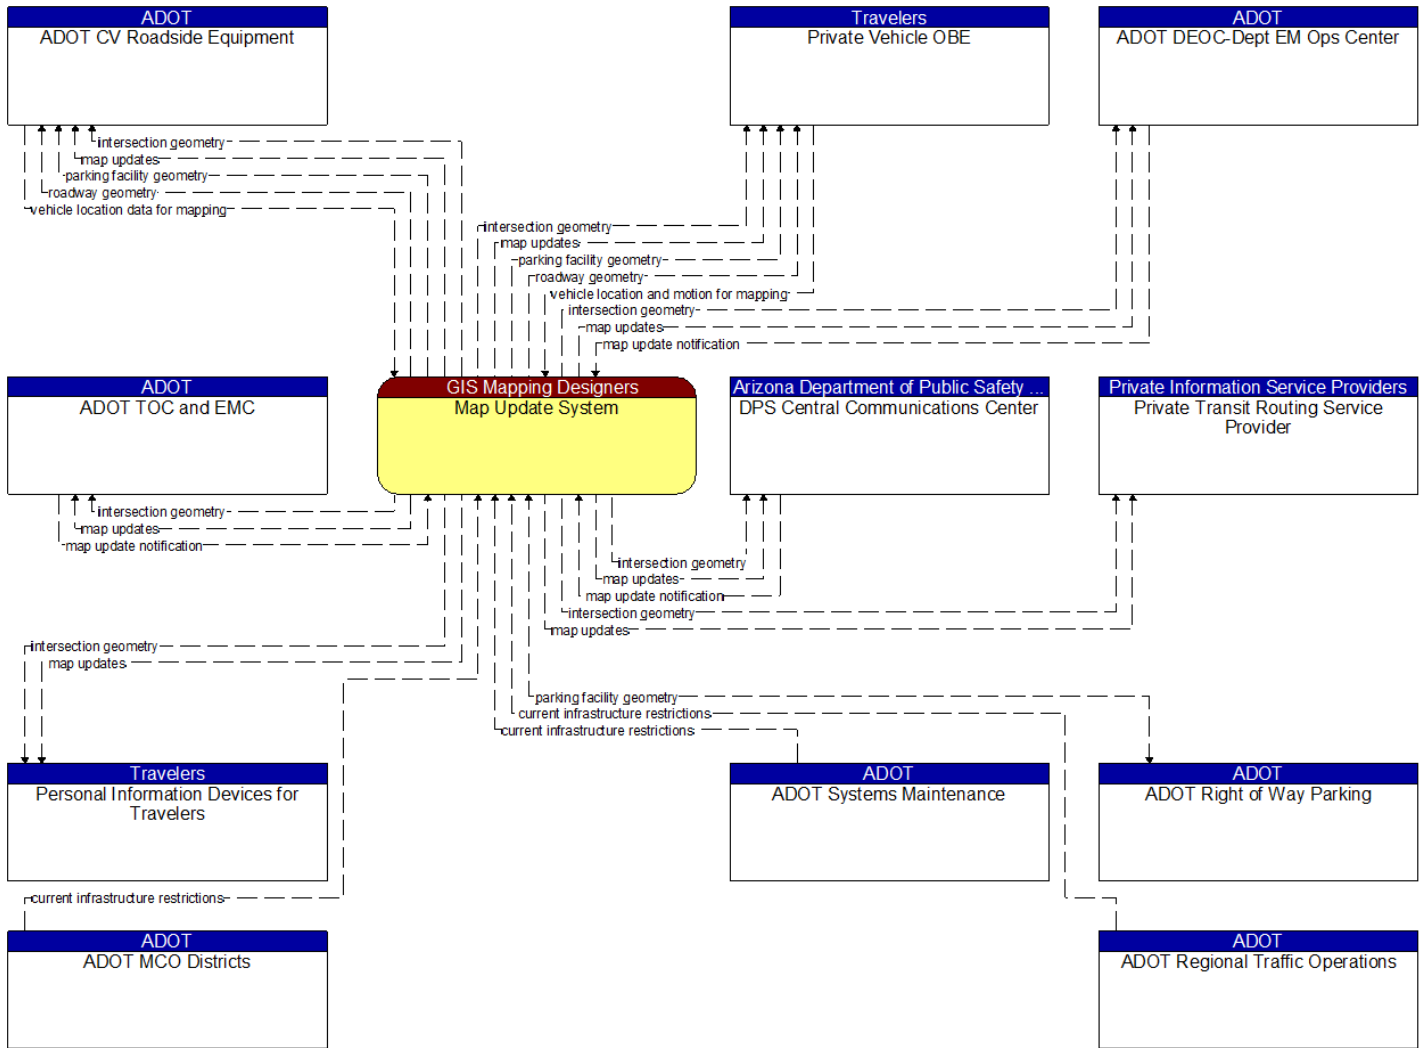 ADOT
ADOT CV Roadside Equipment
Travelers
Private Vehicle OBE
ADOT
ADOT DEOC-Dept EM Ops Center
intersection geometry
map updates
parking facility geometry
roadway geometry
vehicle location data for mapping
intersection geometry
map updates
parking facility geometry
roadway geometry
vehicle location and motion for mapping
intersection geometry
map updates
map update notification
ADOT
ADOT TOC and EMC
GIS Mapping Designers
Map Update System
Arizona Department of Public Safety ...
DPS Central Communications Center
Private Information Service Providers
Private Transit Routing Service
Provider
intersection geometry
map updates
map update notification
intersection geometry
map updates
map update notification
intersection geometry
map updates
intersection geometry
map updates
parking facility geometry
current infrastructure restrictions
current infrastructure restrictions
Travelers
Personal Information Devices for
Travelers
ADOT
ADOT Systems Maintenance
ADOT
ADOT Right of Way Parking
current infrastructure restrictions
ADOT
ADOT MCO Districts
ADOT
ADOT Regional Traffic Operations